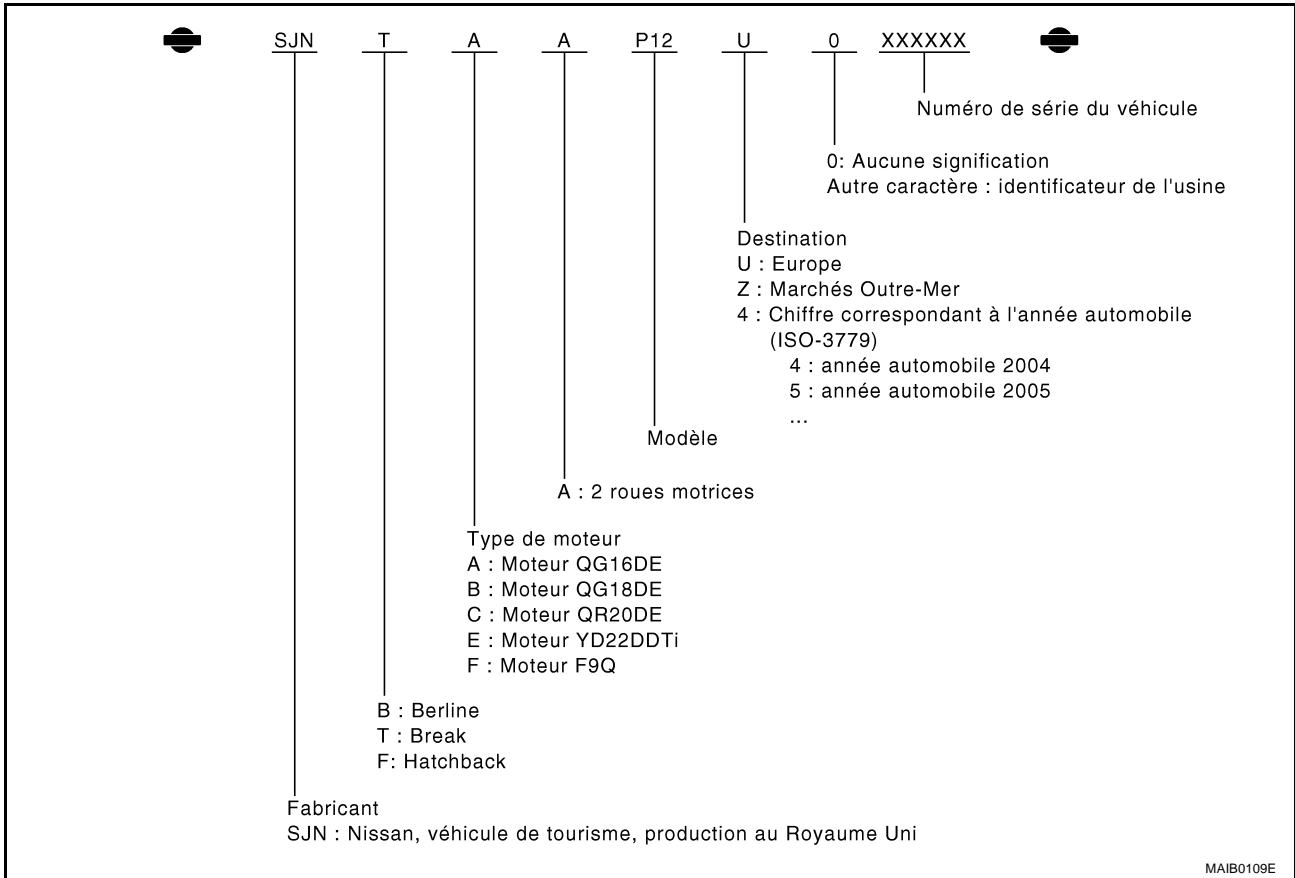 SJN T A A P12 U 0 XXXXXX
Numéro de série du véhicule
0: Aucune signification
Autre caractère : identificateur de l'usine
Destination
U : Europe
Z : Marchés Outre-Mer
4 : Chiffre correspondant à l'année automobile
(ISO-3779)
4 : année automobile 2004
5 : année automobile 2005
...
Modèle
A : 2 roues motrices
Type de moteur
A : Moteur QG16DE
B : Moteur QG18DE
C : Moteur QR20DE
E : Moteur YD22DDTi
F : Moteur F9Q
B : Berline
T : Break
F: Hatchback
Fabricant
SJN : Nissan, véhicule de tourisme, production au Royaume Uni
MAIB0109E